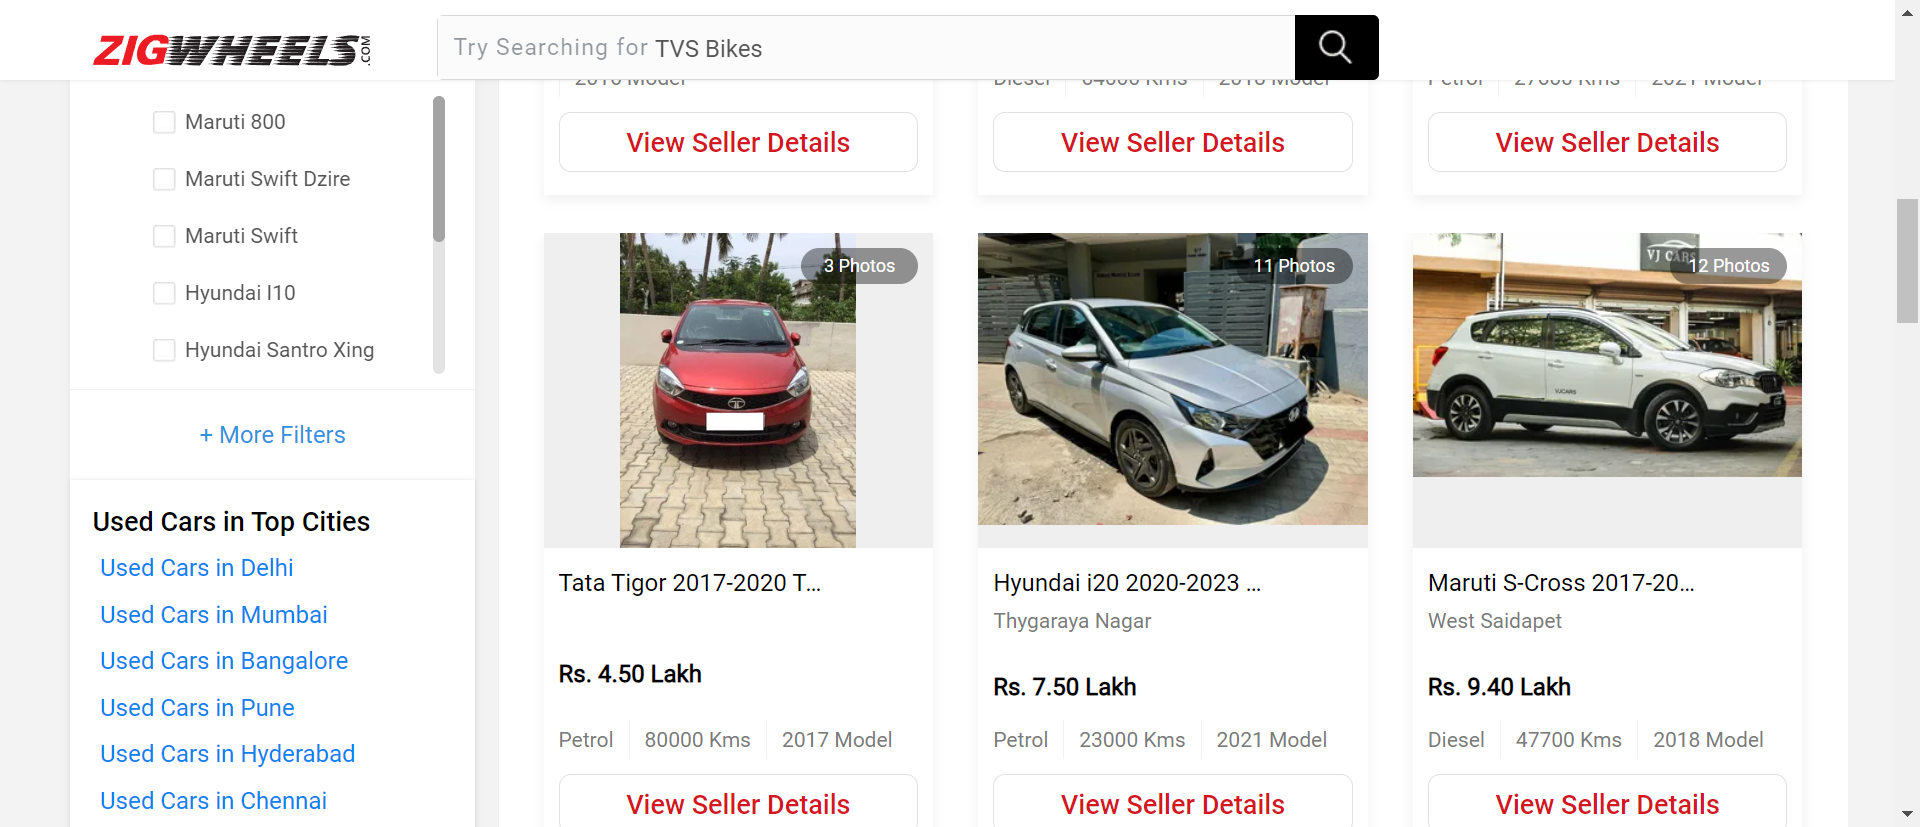 ZIGWHEELS.COM
Try Searching for TVS Bikes
Maruti 800
Maruti Swift Dzire
Maruti Swift
Hyundai I10
Hyundai Santro Xing
+ More Filters
Used Cars in Top Cities
Used Cars in Delhi
Used Cars in Mumbai
Used Cars in Bangalore
Used Cars in Pune
Used Cars in Hyderabad
Used Cars in Chennai
2018 Model
Diesel 64000 Kms 2018 Model
Petrol 27000 Kms 2021 Model
View Seller Details
View Seller Details
View Seller Details
3 Photos
Tata Tigor 2017-2020 T...
Rs. 4.50 Lakh
Petrol 80000 Kms 2017 Model
View Seller Details
11 Photos
Hyundai i20 2020-2023 ...
Thygaraya Nagar
Rs. 7.50 Lakh
Petrol 23000 Kms 2021 Model
View Seller Details
VJ CARS
12 Photos
VJCARS
Maruti S-Cross 2017-20...
West Saidapet
Rs. 9.40 Lakh
Diesel 47700 Kms 2018 Model
View Seller Details